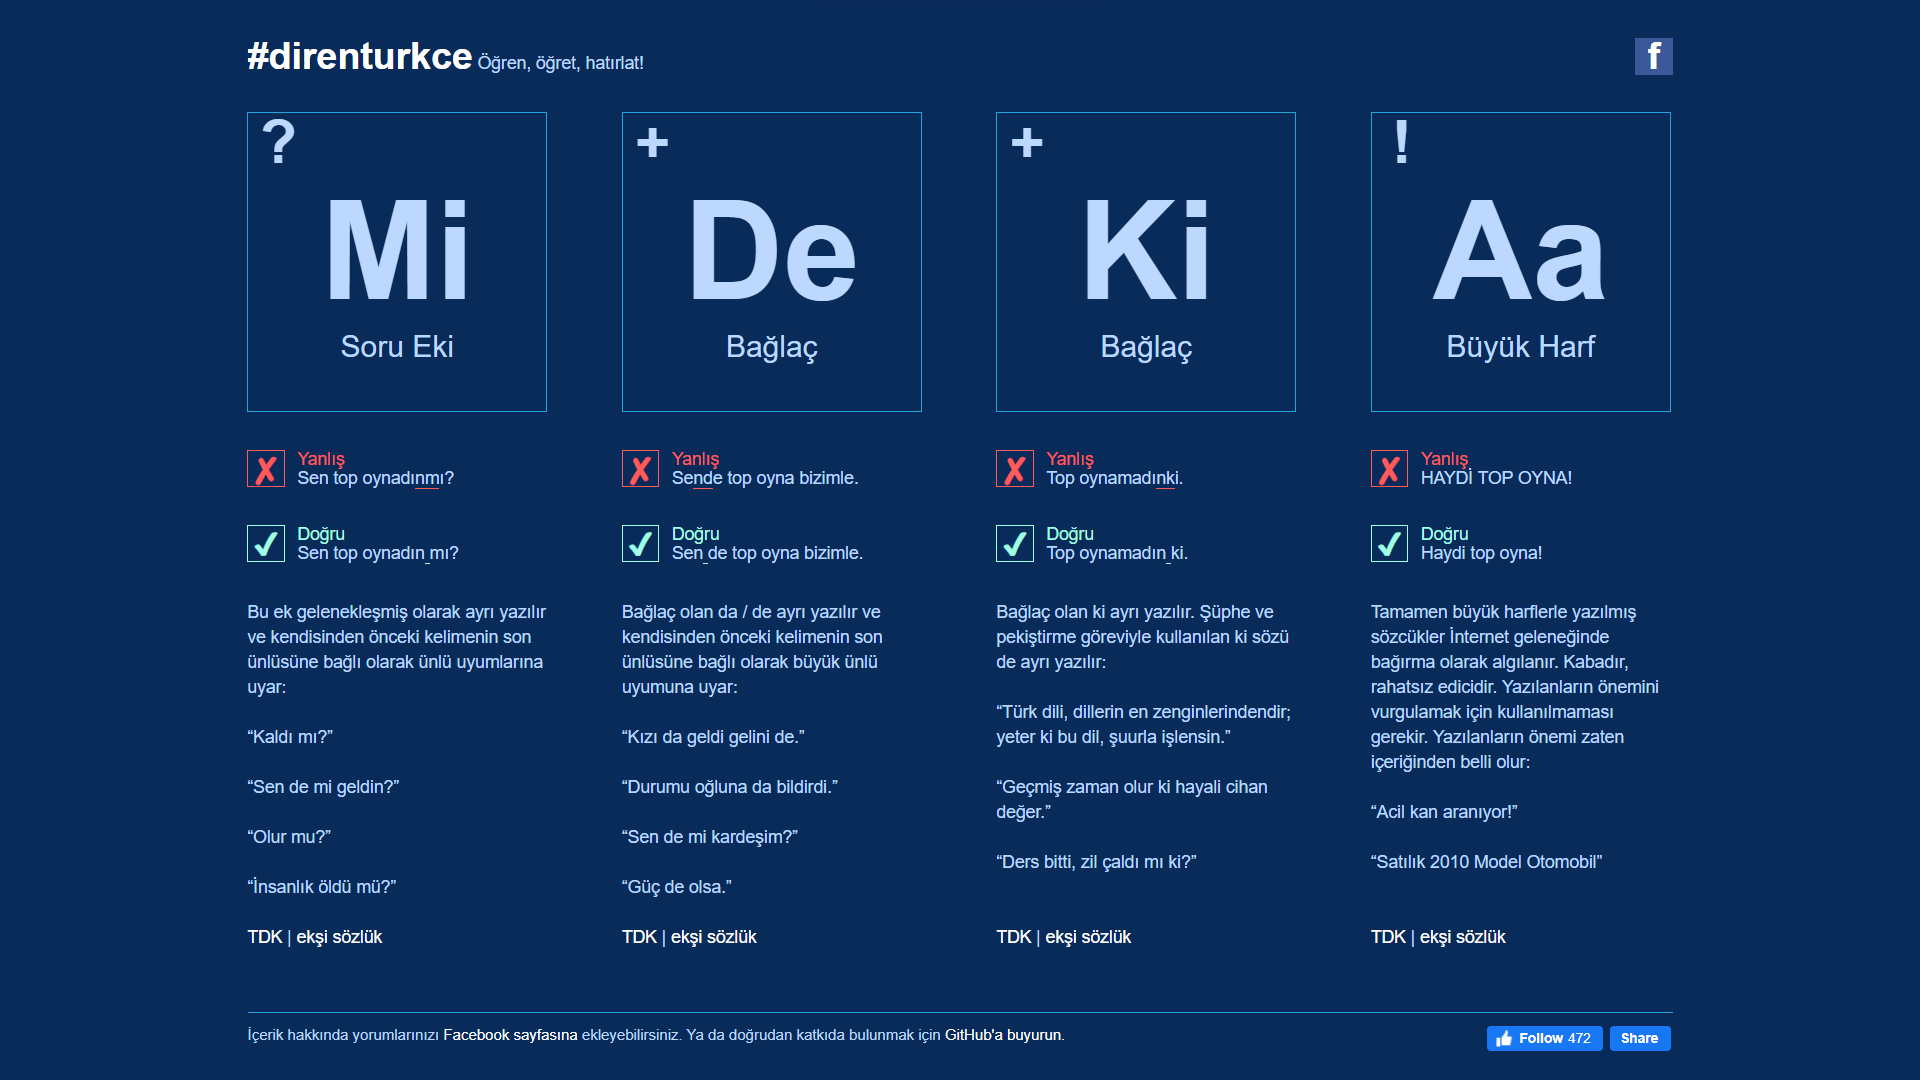 #direnturkce Öğren, öğret, hatırlat!
f
?
Mi
Soru Eki
Yanlış
Sen top oynadınmı?
Doğru
Sen top oynadın mı?
Bu ek gelenekleşmiş olarak ayrı yazılır
ve kendisinden önceki kelimenin son
ünlüsüne bağlı olarak ünlü uyumlarına
uyar:
“Kaldı mı?”
“Sen de mi geldin?”
“Olur mu?”
“İnsanlık öldü mü?”
TDK | ekşi sözlük
+
De
Bağlaç
Yanlış
Sende top oyna bizimle.
Doğru
Sen de top oyna bizimle.
Bağlaç olan da / de ayrı yazılır ve
kendisinden önceki kelimenin son
ünlüsüne bağlı olarak büyük ünlü
uyumuna uyar:
“Kızı da geldi gelini de.”
“Durumu oğluna da bildirdi.”
“Sen de mi kardeşim?”
“Güç de olsa.”
TDK | ekşi sözlük
+
Ki
Bağlaç
Yanlış
Top oynamadınki.
Doğru
Top oynamadın ki.
Bağlaç olan ki ayrı yazılır. Şüphe ve
pekiştirme göreviyle kullanılan ki sözü
de ayrı yazılır:
“Türk dili, dillerin en zenginlerindendir;
yeter ki bu dil, şuurla işlensin.”
“Geçmiş zaman olur ki hayali cihan
değer.”
“Ders bitti, zil çaldı mı ki?”
TDK | ekşi sözlük
!
Aa
Büyük Harf
Yanlış
HAYDİ TOP OYNA!
Doğru
Haydi top oyna!
Tamamen büyük harflerle yazılmış
sözcükler İnternet geleneğinde
bağırma olarak algılanır. Kabadır,
rahatsız edicidir. Yazılanların önemini
vurgulamak için kullanılmaması
gerekir. Yazılanların önemi zaten
içeriğinden belli olur:
“Acil kan aranıyor!”
“Satılık 2010 Model Otomobil”
TDK | ekşi sözlük
İçerik hakkında yorumlarınızı Facebook sayfasına ekleyebilirsiniz. Ya da doğrudan katkıda bulunmak için GitHub'a buyurun.
Follow 472 Share